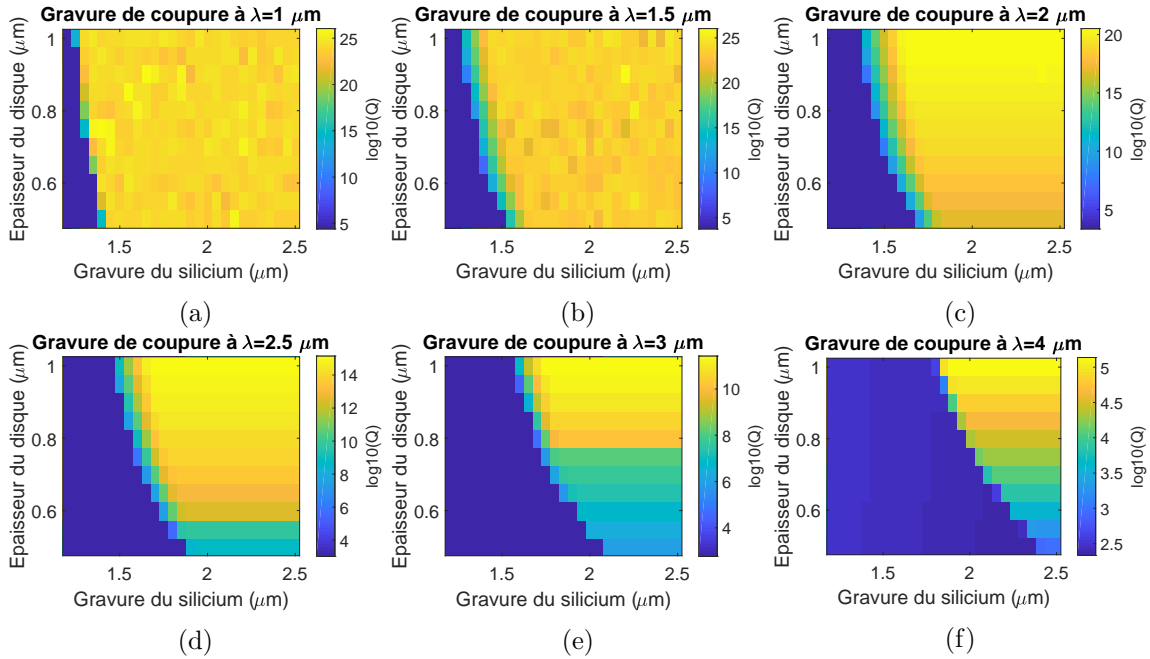 Gravure de coupure à λ=1 μm
Epaisseur du disque (μm)
1
0.8
0.6
1.5
2
2.5
Gravure du silicium (μm)
25
20
15
10
5
log10(Q)
(a)
Gravure de coupure à λ=1.5 μm
Epaisseur du disque (μm)
1
0.8
0.6
1.5
2
2.5
Gravure du silicium (μm)
25
20
15
10
5
log10(Q)
(b)
Gravure de coupure à λ=2 μm
Epaisseur du disque (μm)
1
0.8
0.6
1.5
2
2.5
Gravure du silicium (μm)
20
15
10
5
log10(Q)
(c)
Gravure de coupure à λ=2.5 μm
Epaisseur du disque (μm)
1
0.8
0.6
1.5
2
2.5
Gravure du silicium (μm)
14
12
10
8
6
4
log10(Q)
(d)
Gravure de coupure à λ=3 μm
Epaisseur du disque (μm)
1
0.8
0.6
1.5
2
2.5
Gravure du silicium (μm)
10
8
6
4
log10(Q)
(e)
Gravure de coupure à λ=4 μm
Epaisseur du disque (μm)
1
0.8
0.6
1.5
2
2.5
Gravure du silicium (μm)
5
4.5
4
3.5
3
2.5
log10(Q)
(f)